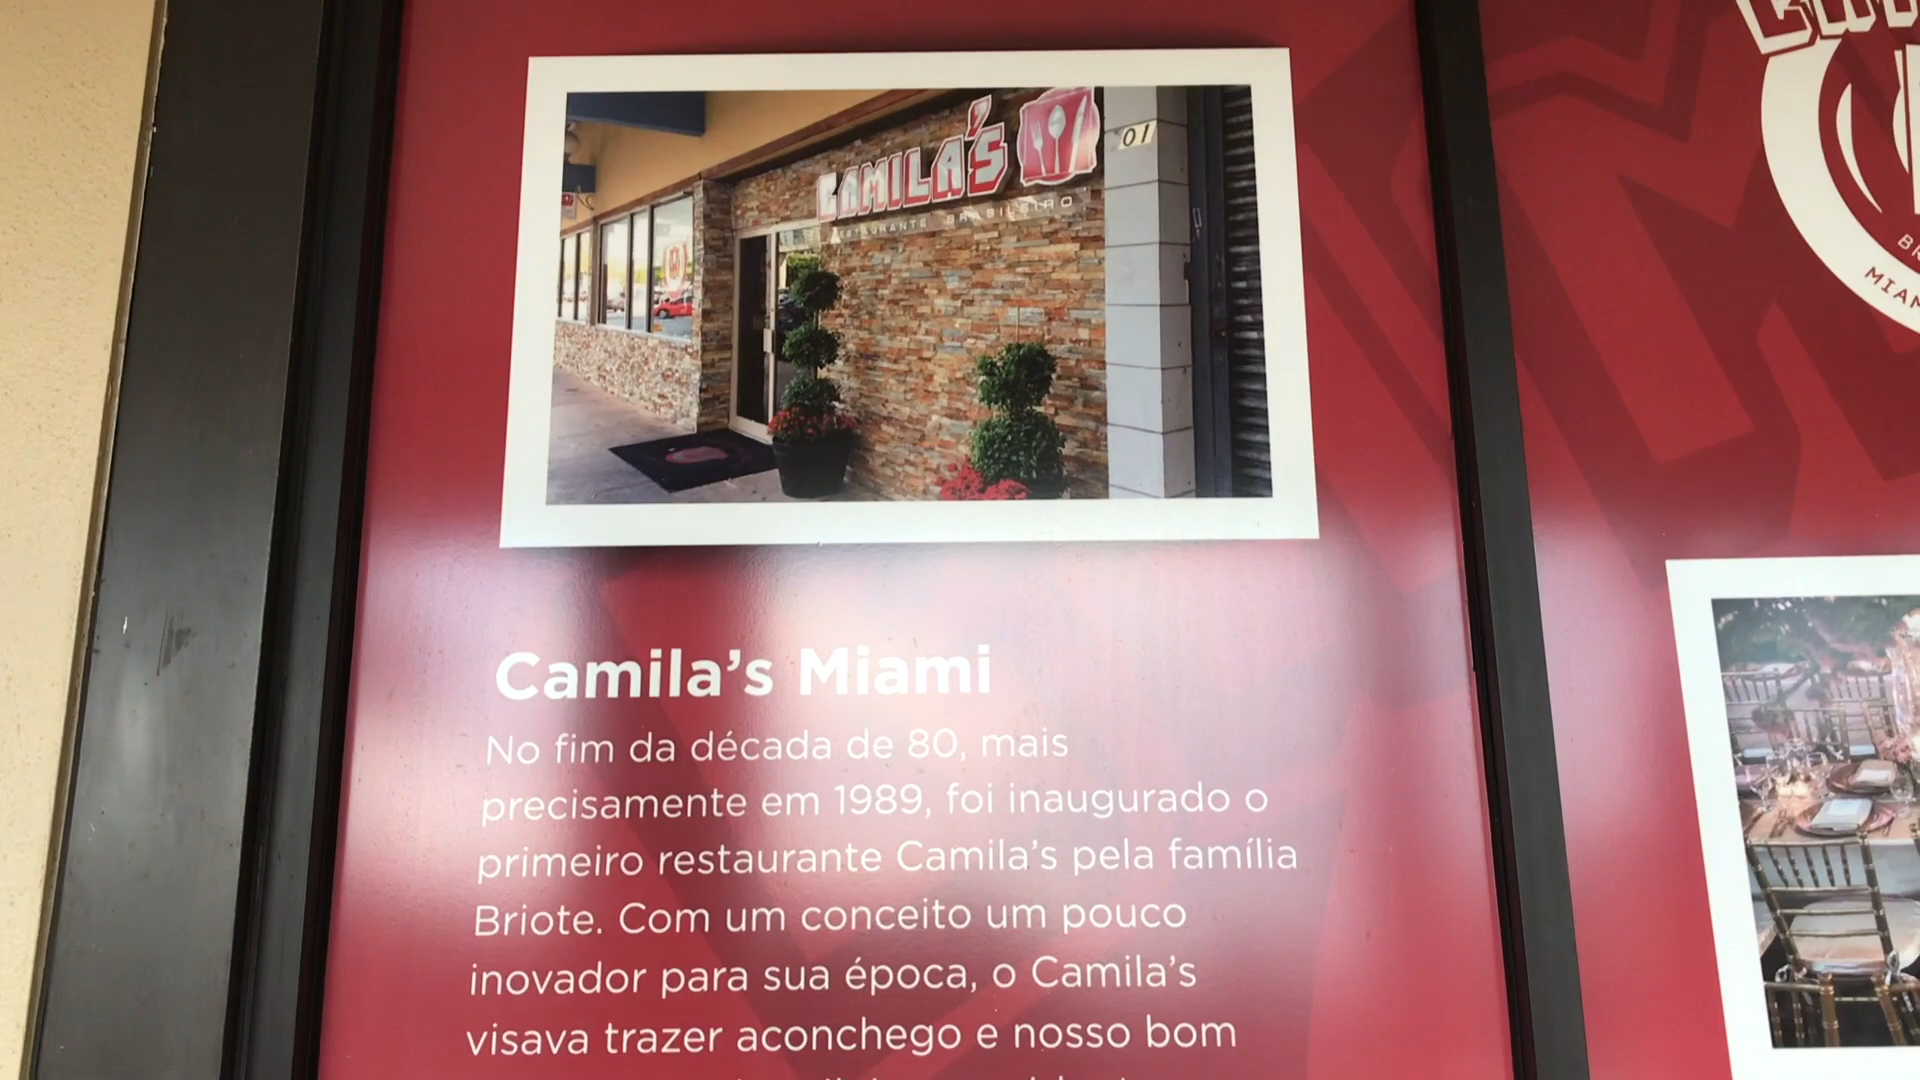 CAMILA'S
RESTAURANTE BRASILEIRO
01
Camila's Miami
No fim da década de 80, mais
precisamente em 1989, foi inaugurado o
primeiro restaurante Camila's pela família
Briote. Com um conceito um pouco
inovador para sua época, o Camila's
visava trazer aconchego e nosso bom